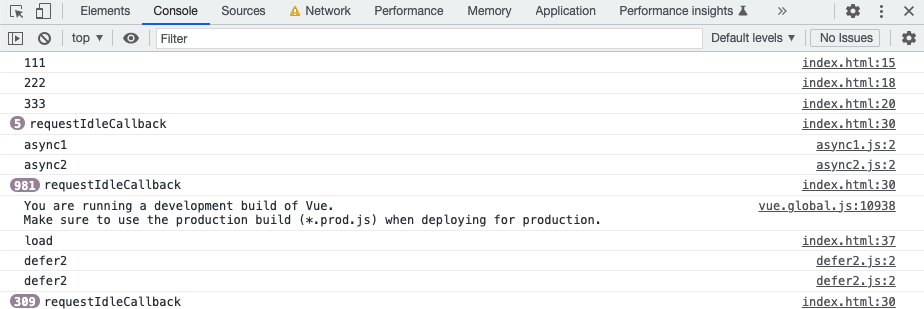 Elements Console Sources Network Performance Memory Application Performance insights
top Filter Default levels No Issues
111 index.html:15
222 index.html:18
333 index.html:20
5 requestIdleCallback index.html:30
async1 async1.js:2
async2 async2.js:2
981 requestIdleCallback index.html:30
You are running a development build of Vue. vue.global.js:10938
Make sure to use the production build (*.prod.js) when deploying for production.
load index.html:37
defer2 defer2.js:2
defer2 defer2.js:2
309 requestIdleCallback index.html:30